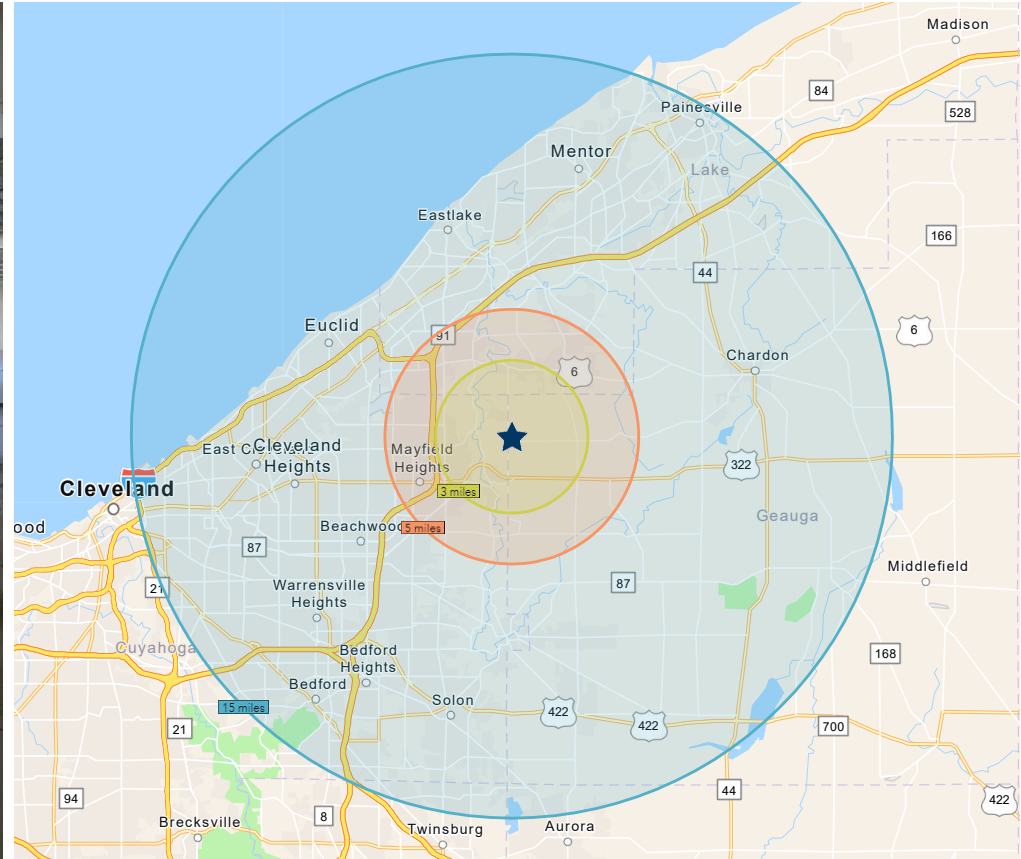 Madison
84
Painesville
528
Mentor
Lake
Eastlake
166
44
Euclid
91
6
Chardon
6
East C
Cleveland
Heights
Mayfield
Heights
322
Cleveland
3 miles
Geauga
ood
Beachwood
5 miles
87
Middlefield
87
21
Warrensville
Heights
Cuyahoga
Bedford
Heights
168
Bedford
Solon
15 miles
422
422
700
21
44
94
422
8
Brecksville
Twinsburg
Aurora